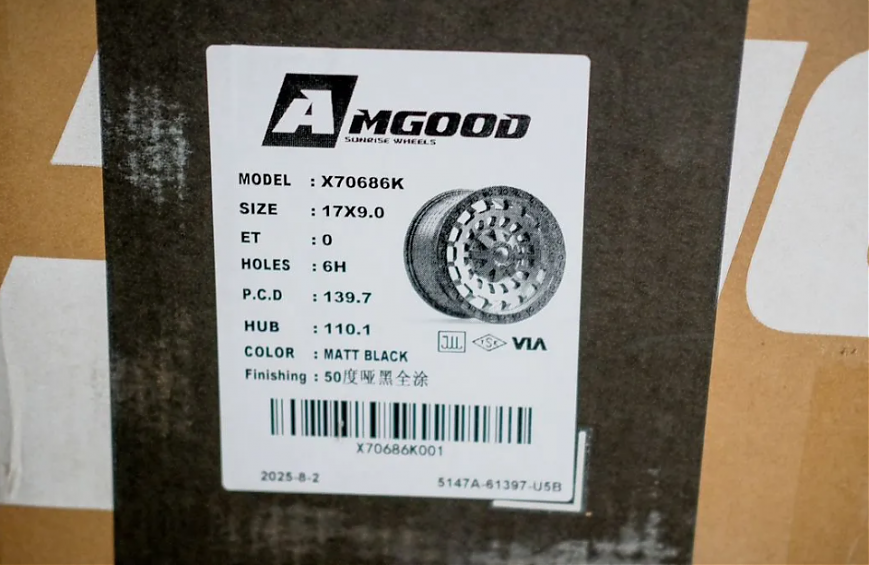 AMGOOD
SUNRISE WHEELS
MODEL : X70686K
SIZE : 17X9.0
ET : 0
HOLES : 6H
P.C.D : 139.7
HUB : 110.1
JWL VIA
COLOR : MATT BLACK
Finishing : 50度哑黑全涂
X70686K001
2025-8-2 5147A-61397-U5B